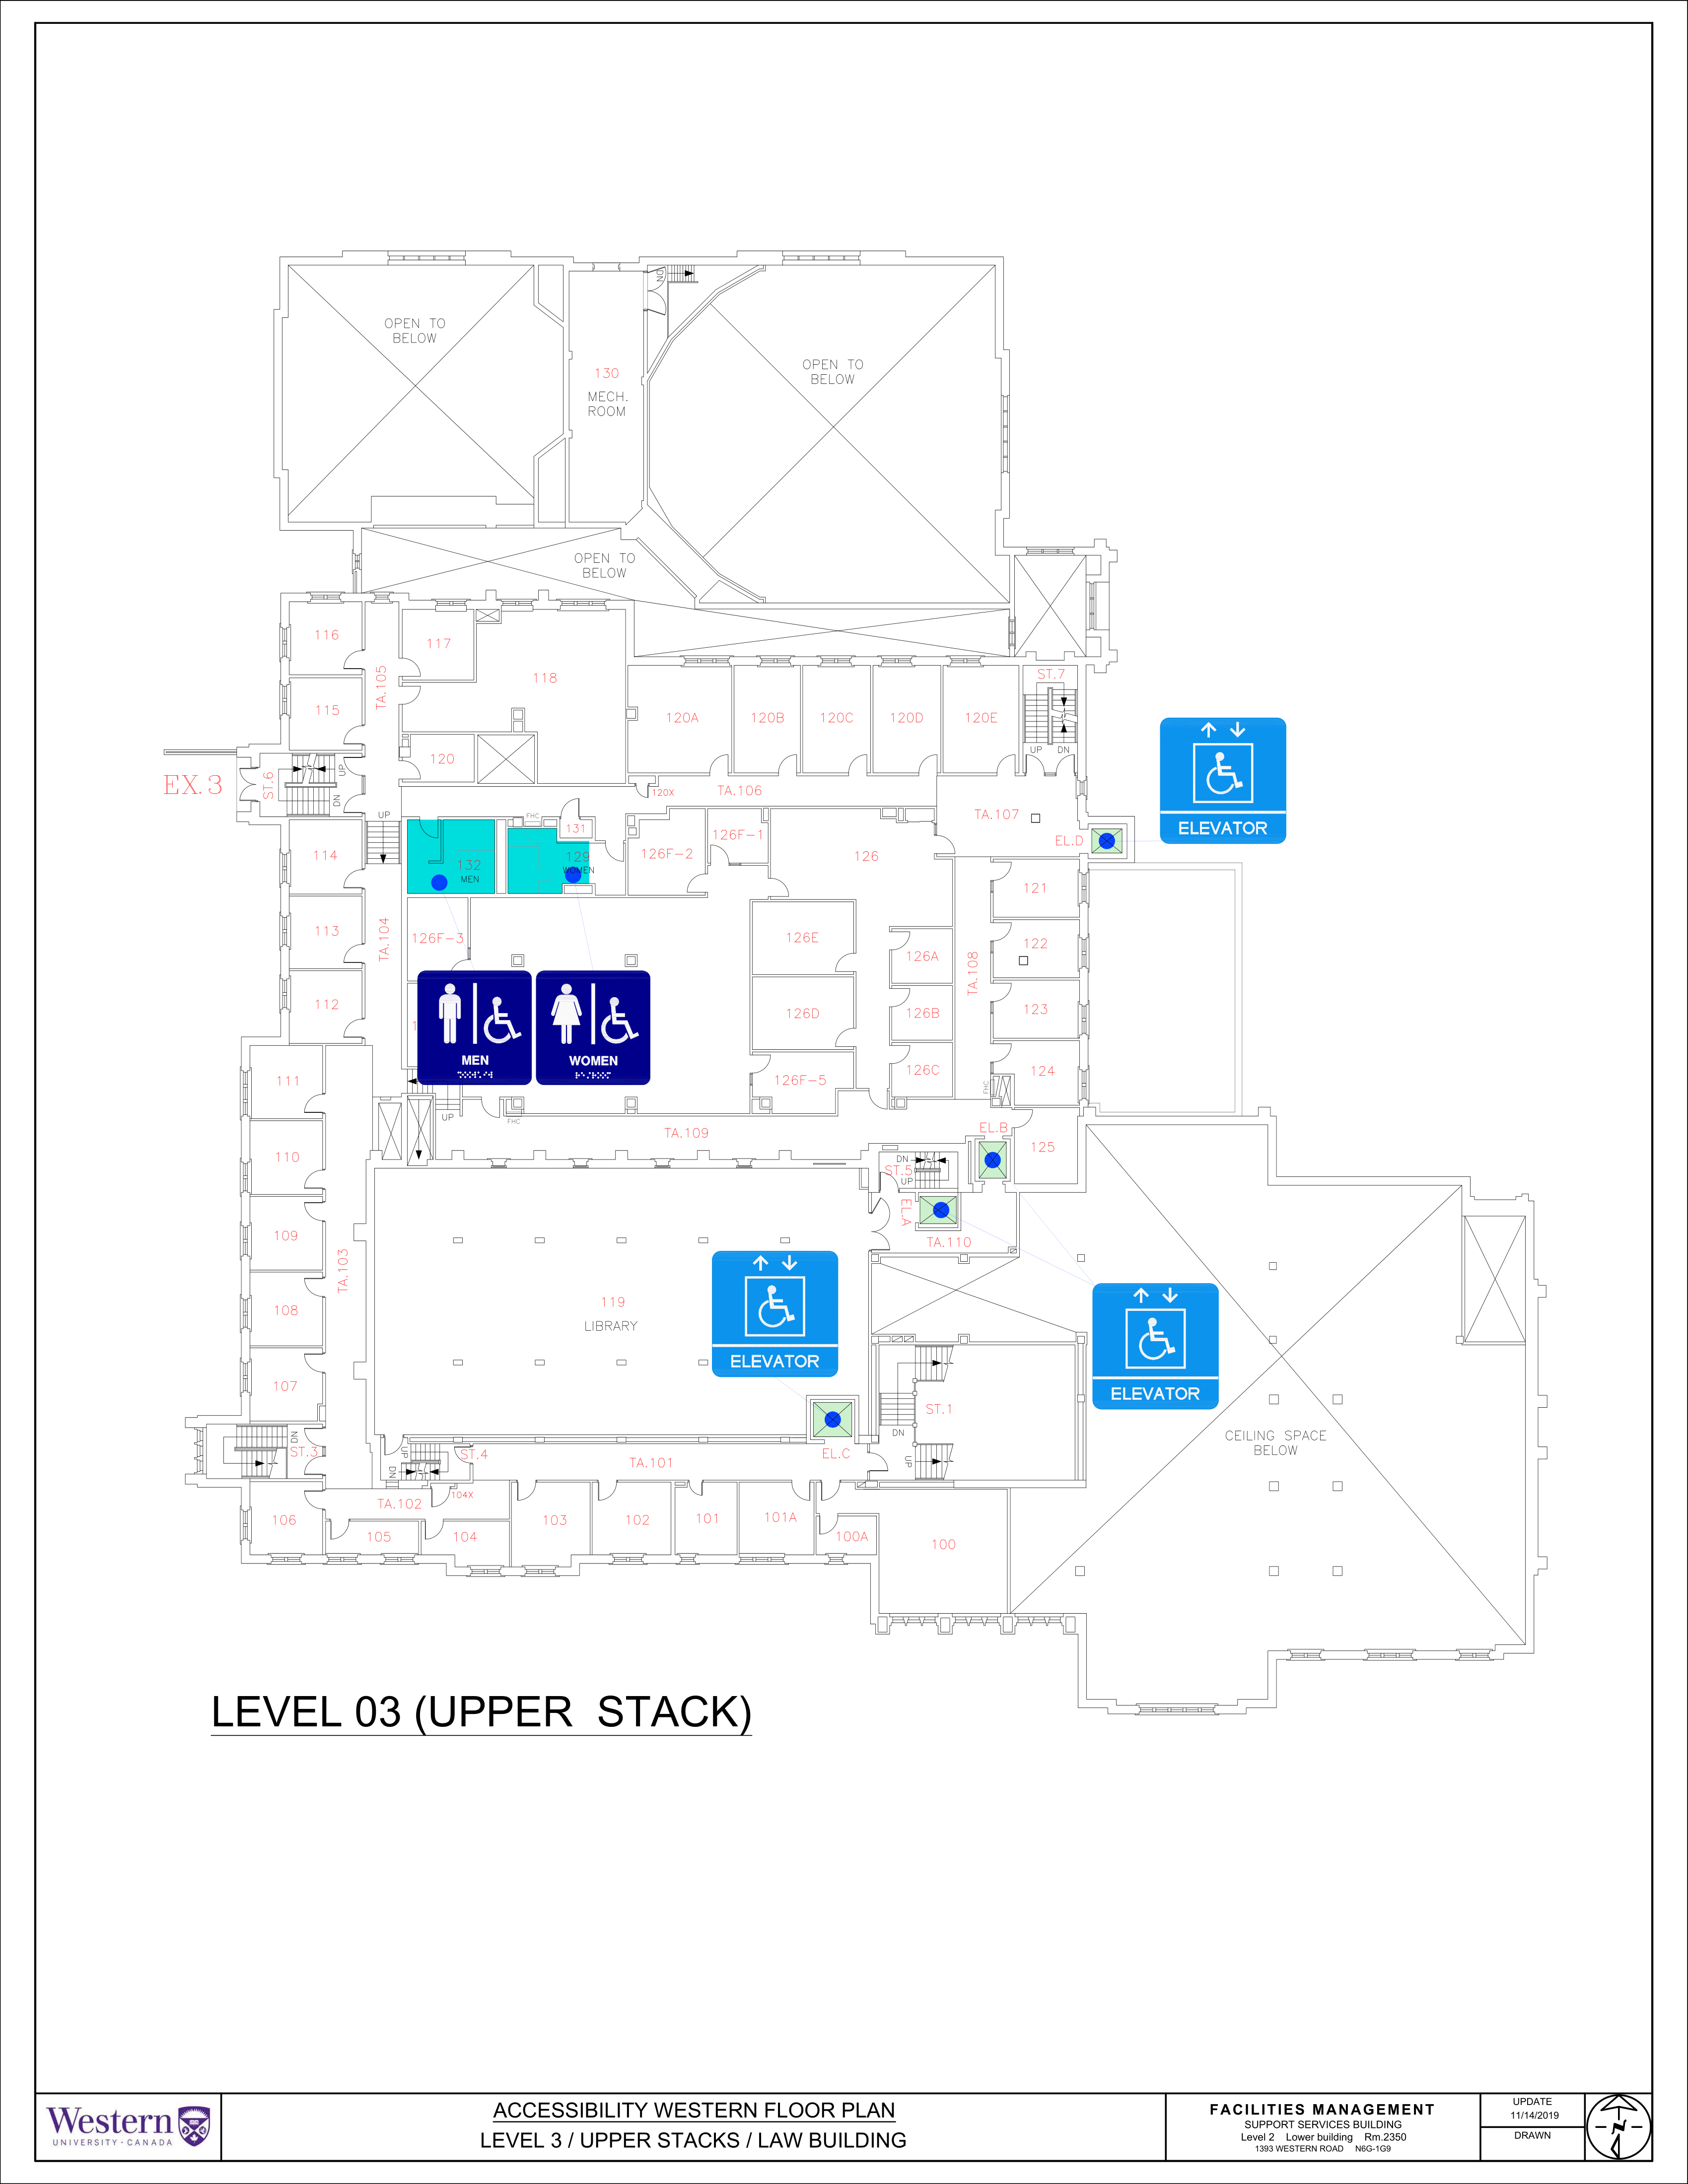 OPEN TO
BELOW
DN
130
MECH.
ROOM
OPEN TO
BELOW
OPEN TO
BELOW
116
117
118
TA.105
115
120
120A
120B
120C
120D
120E
ST.7
UP DN
EX.3
ST.6
UP
DN
120X
TA.106
TA.107
EL.D
ELEVATOR
UP
FHC
131
114
132
MEN
129
WOMEN
126F-2
126F-1
126
121
113
TA.104
126F-3
126E
126A
TA.108
122
112
MEN
WOMEN
126D
126B
123
111
126F-5
126C
124
FHC
UP
FHC
TA.109
EL.B
125
110
DN
ST.5
UP
EL.A
TA.110
109
TA.103
108
119
LIBRARY
ELEVATOR
ELEVATOR
107
ST.1
DN
UP
CEILING SPACE
BELOW
DN
ST.3
UP
DN
ST.4
TA.101
EL.C
106
TA.102
104X
105
104
103
102
101
101A
100A
100
LEVEL 03 (UPPER STACK)
Western
UNIVERSITY · CANADA
ACCESSIBILITY WESTERN FLOOR PLAN
LEVEL 3 / UPPER STACKS / LAW BUILDING
FACILITIES MANAGEMENT
SUPPORT SERVICES BUILDING
Level 2 Lower building Rm.2350
1393 WESTERN ROAD N6G-1G9
UPDATE
11/14/2019
DRAWN
N